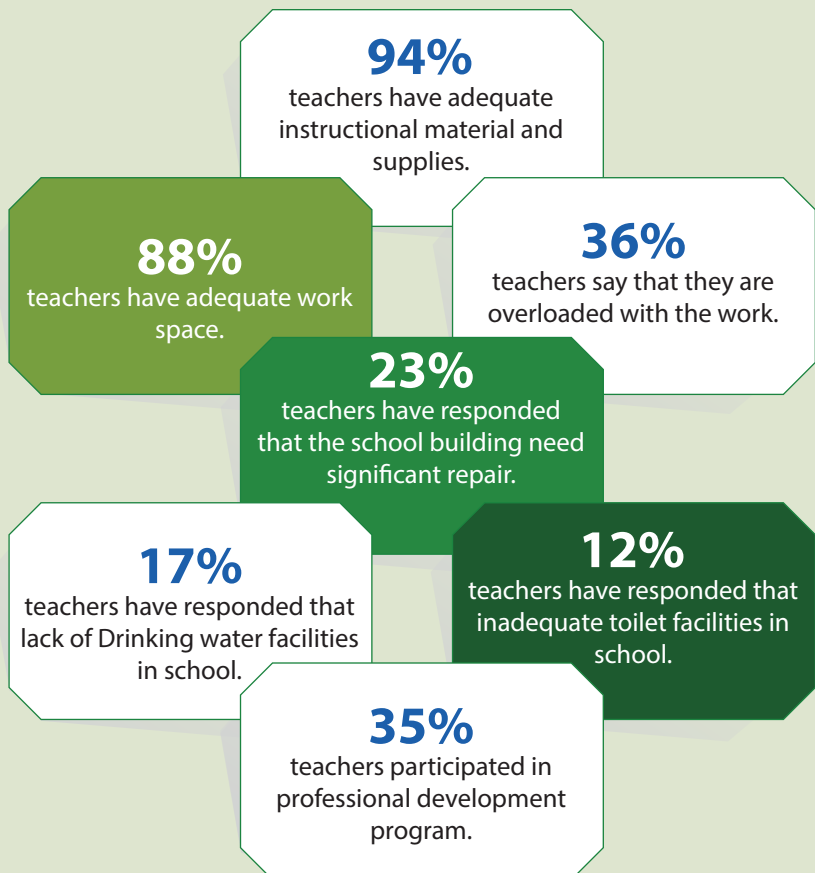 94%
teachers have adequate
instructional material and
supplies.
88%
teachers have adequate work
space.
36%
teachers say that they are
overloaded with the work.
23%
teachers have responded
that the school building need
significant repair.
17%
teachers have responded that
lack of Drinking water facilities
in school.
12%
teachers have responded that
inadequate toilet facilities in
school.
35%
teachers participated in
professional development
program.